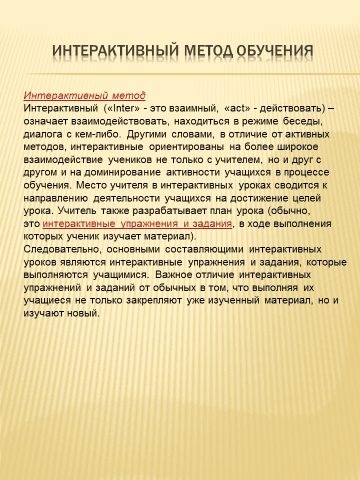 ИНТЕРАКТИВНЫЙ МЕТОД ОБУЧЕНИЯ
Интерактивный метод
Интерактивный («Inter» - это взаимный, «act» - действовать) –
означает взаимодействовать, находиться в режиме беседы,
диалога с кем-либо. Другими словами, в отличие от активных
методов, интерактивные ориентированы на более широкое
взаимодействие учеников не только с учителем, но и друг с
другом и на доминирование активности учащихся в процессе
обучения. Место учителя в интерактивных уроках сводится к
направлению деятельности учащихся на достижение целей
урока. Учитель также разрабатывает план урока (обычно,
это интерактивные упражнения и задания, в ходе выполнения
которых ученик изучает материал).
Следовательно, основными составляющими интерактивных
уроков являются интерактивные упражнения и задания, которые
выполняются учащимися. Важное отличие интерактивных
упражнений и заданий от обычных в том, что выполняя их
учащиеся не только закрепляют уже изученный материал, но и
изучают новый.